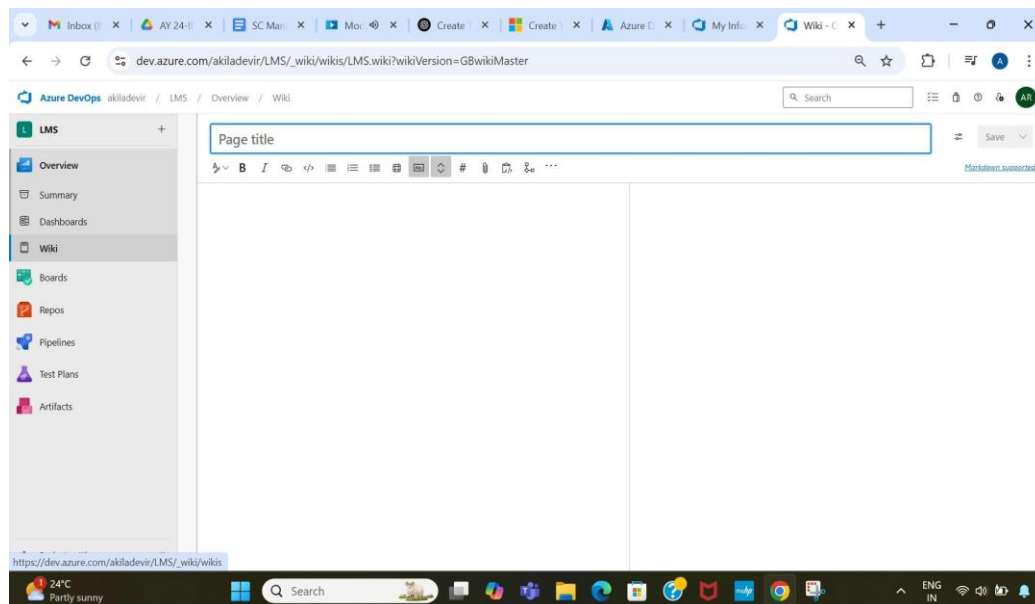 Inbox (
AY 24-II
SC Man
Moc
Create
Create
Azure D
My Info
Wiki - C
dev.azure.com/akiladevir/LMS/_wiki/wikis/LMS.wiki?wikiVersion=GBwikiMaster
A
Azure DevOps akiladevir / LMS / Overview / Wiki
Search
AR
L LMS +
Page title
Save
Overview
B I
Markdown supported
Summary
Dashboards
Wiki
Boards
Repos
Pipelines
Test Plans
Artifacts
https://dev.azure.com/akiladevir/LMS/_wiki/wikis
1
24°C
Partly sunny
Search
ENG
IN